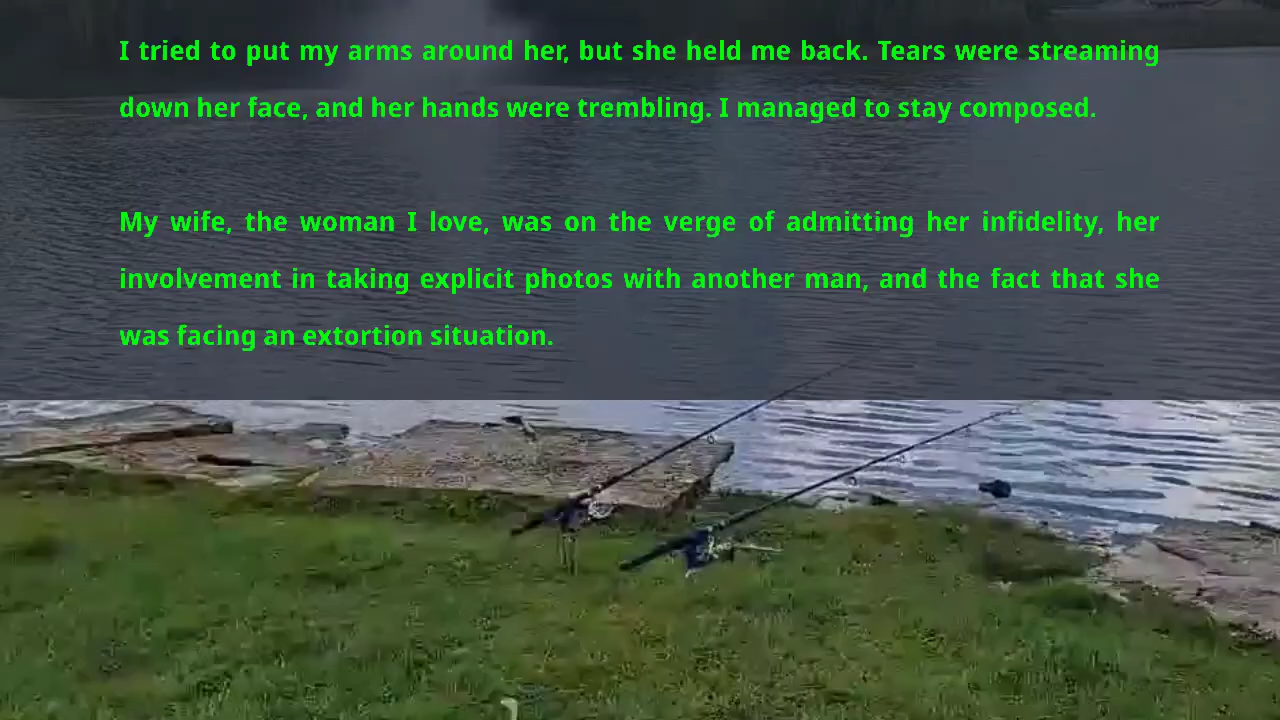 I tried to put my arms around her, but she held me back. Tears were streaming
down her face, and her hands were trembling. I managed to stay composed.
My wife, the woman I love, was on the verge of admitting her infidelity, her
involvement in taking explicit photos with another man, and the fact that she
was facing an extortion situation.